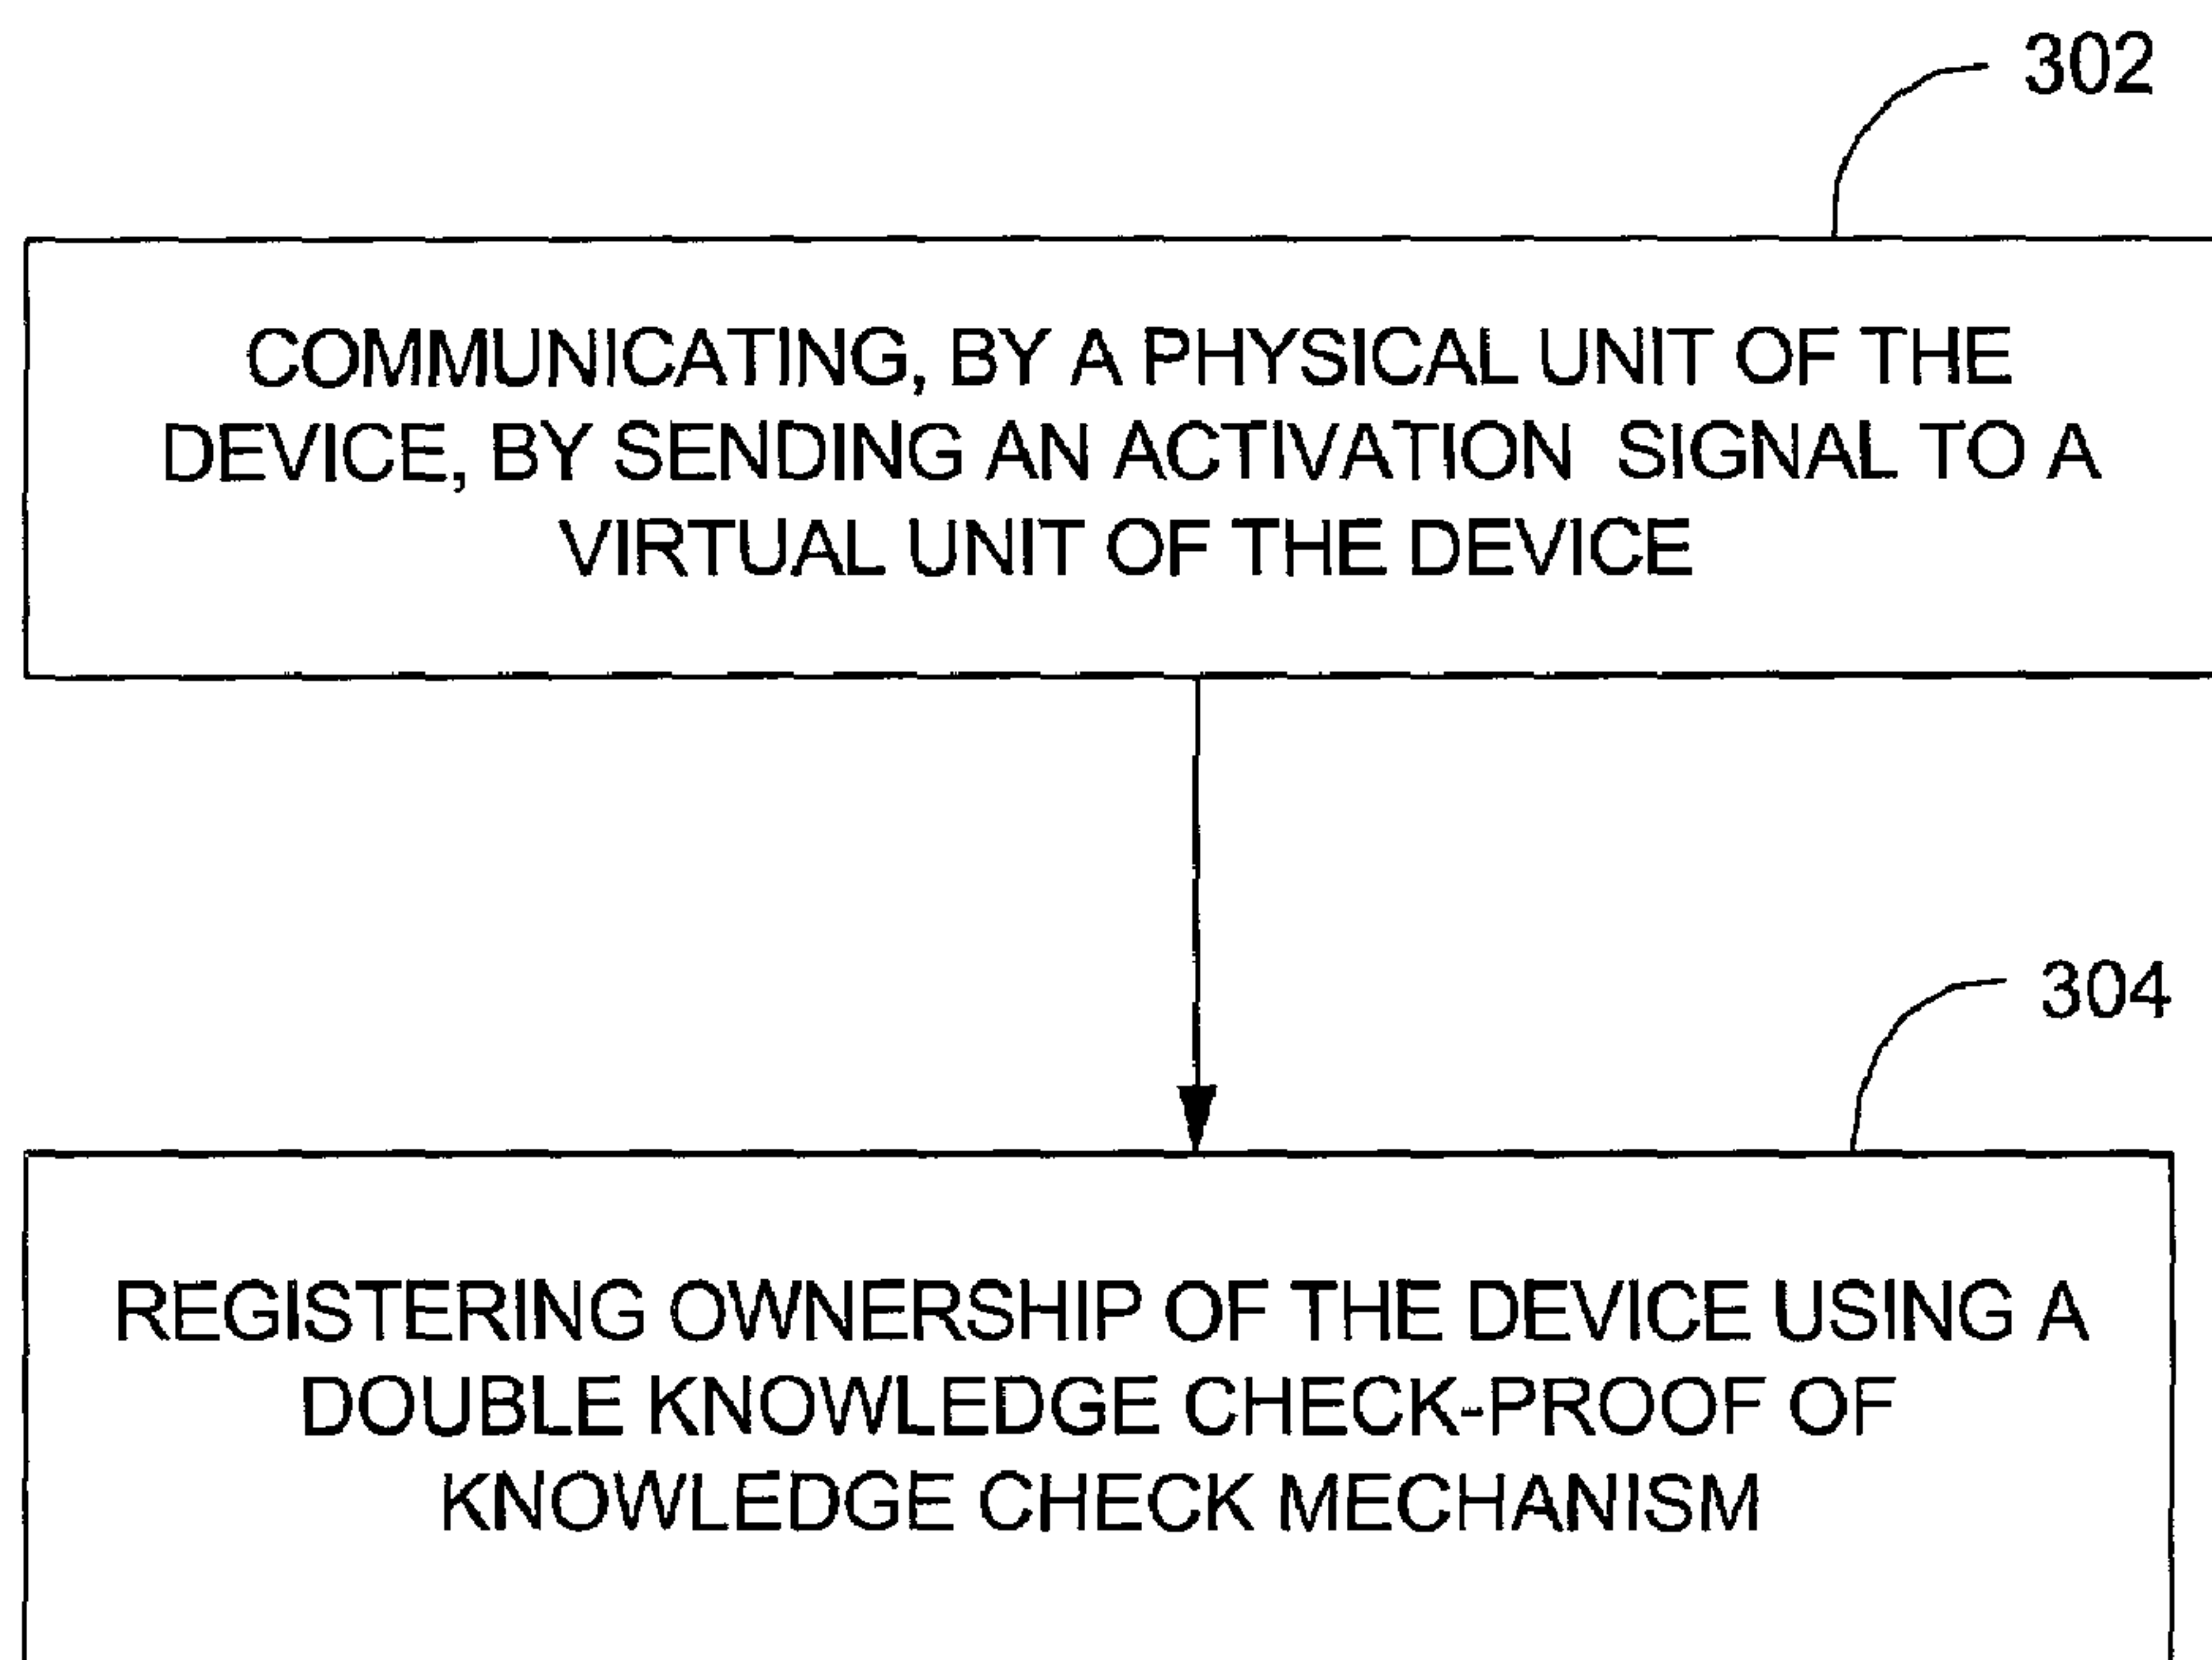 302
COMMUNICATING, BY A PHYSICAL UNIT OF THE
DEVICE, BY SENDING AN ACTIVATION SIGNAL TO A
VIRTUAL UNIT OF THE DEVICE
304
REGISTERING OWNERSHIP OF THE DEVICE USING A
DOUBLE KNOWLEDGE CHECK-PROOF OF
KNOWLEDGE CHECK MECHANISM